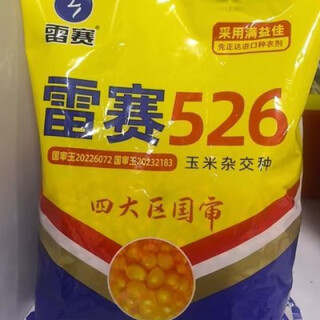 雷赛
采用满益佳
先正达进口种衣剂
雷赛526
国审玉20226072 国审玉20232183
玉米杂交种
四大区国审